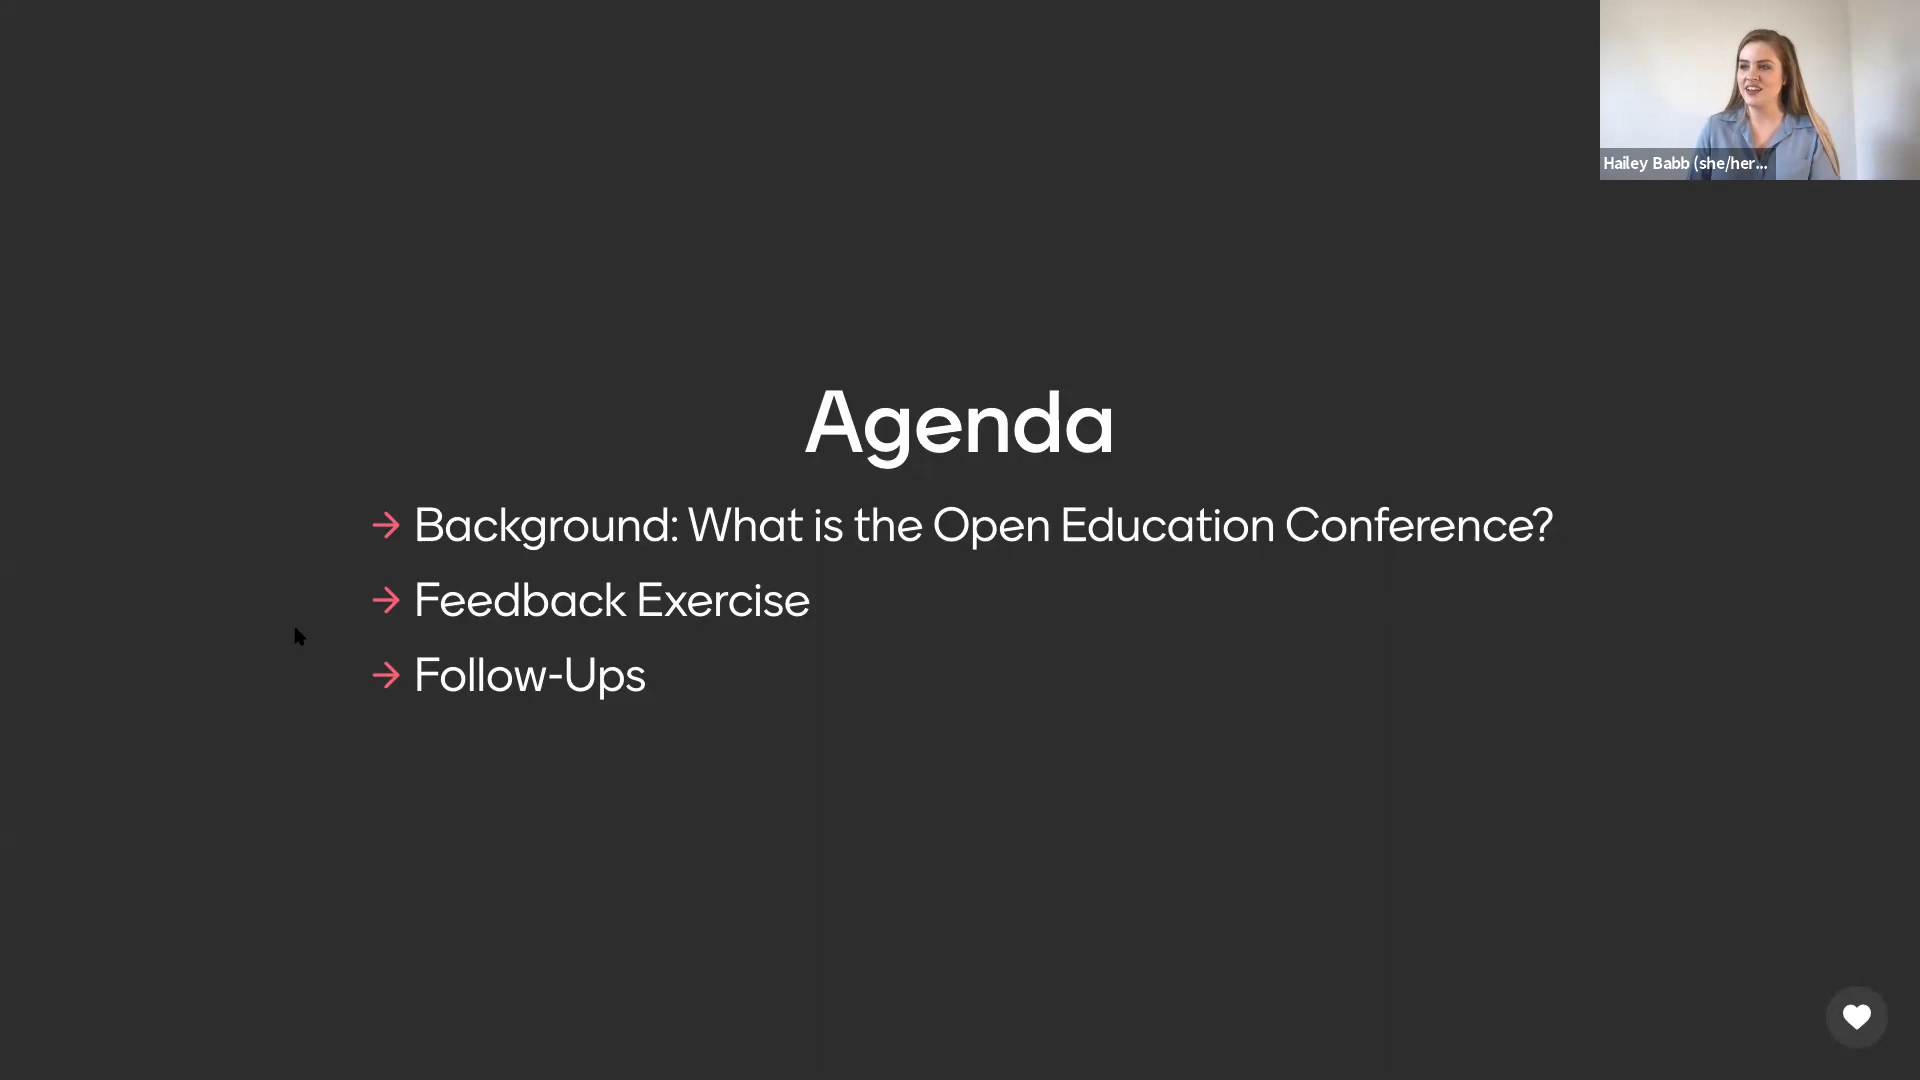 Hailey Babb (she/her...
Agenda
→ Background: What is the Open Education Conference?
→ Feedback Exercise
→ Follow-Ups